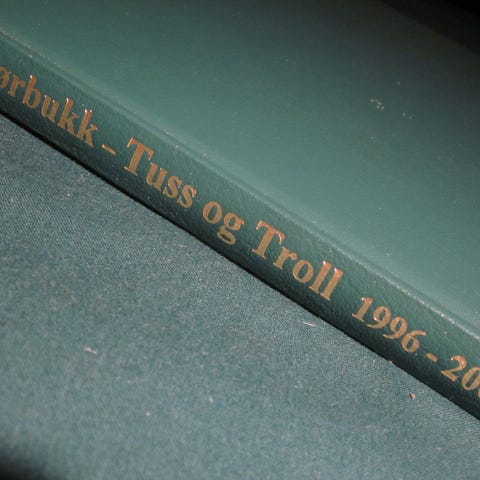 ørbukk – Tuss og Troll 1996 - 20